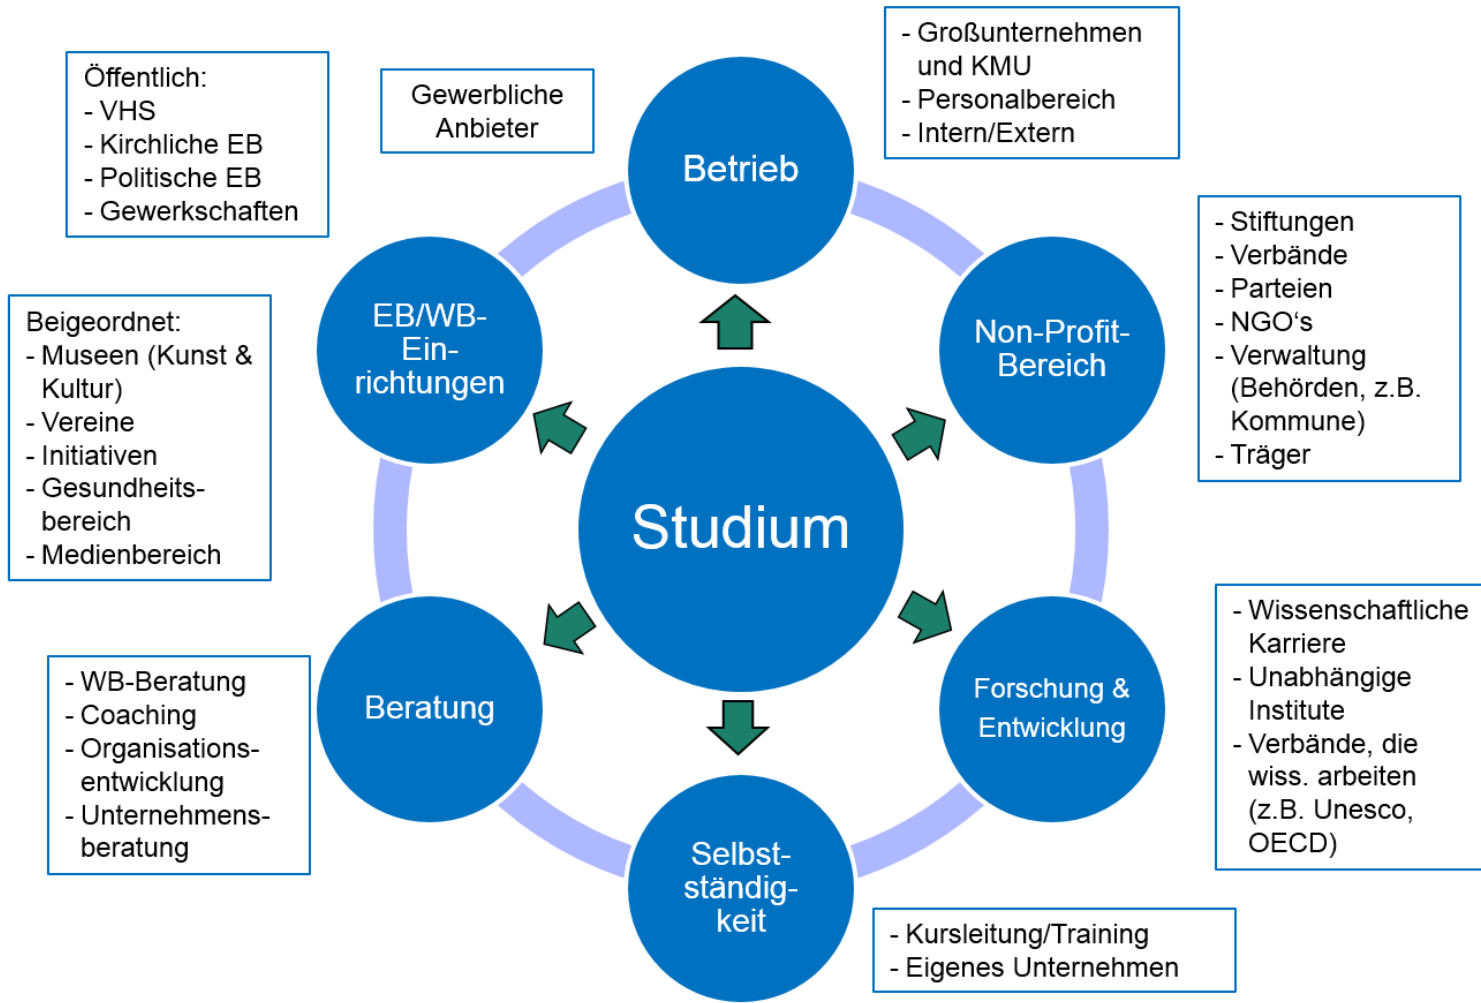 Öffentlich:
- VHS
- Kirchliche EB
- Politische EB
- Gewerkschaften
Gewerbliche
Anbieter
Betrieb
- Großunternehmen
und KMU
- Personalbereich
- Intern/Extern
EB/WB-
Ein-
richtungen
Non-Profit-
Bereich
- Stiftungen
- Verbände
- Parteien
- NGO‘s
- Verwaltung
(Behörden, z.B.
Kommune)
- Träger
Beigeordnet:
- Museen (Kunst &
Kultur)
- Vereine
- Initiativen
- Gesundheits-
bereich
- Medienbereich
Studium
Beratung
- WB-Beratung
- Coaching
- Organisations-
entwicklung
- Unternehmens-
beratung
Forschung &
Entwicklung
- Wissenschaftliche
Karriere
- Unabhängige
Institute
- Verbände, die
wiss. arbeiten
(z.B. Unesco,
OECD)
Selbst-
ständig-
keit
- Kursleitung/Training
- Eigenes Unternehmen